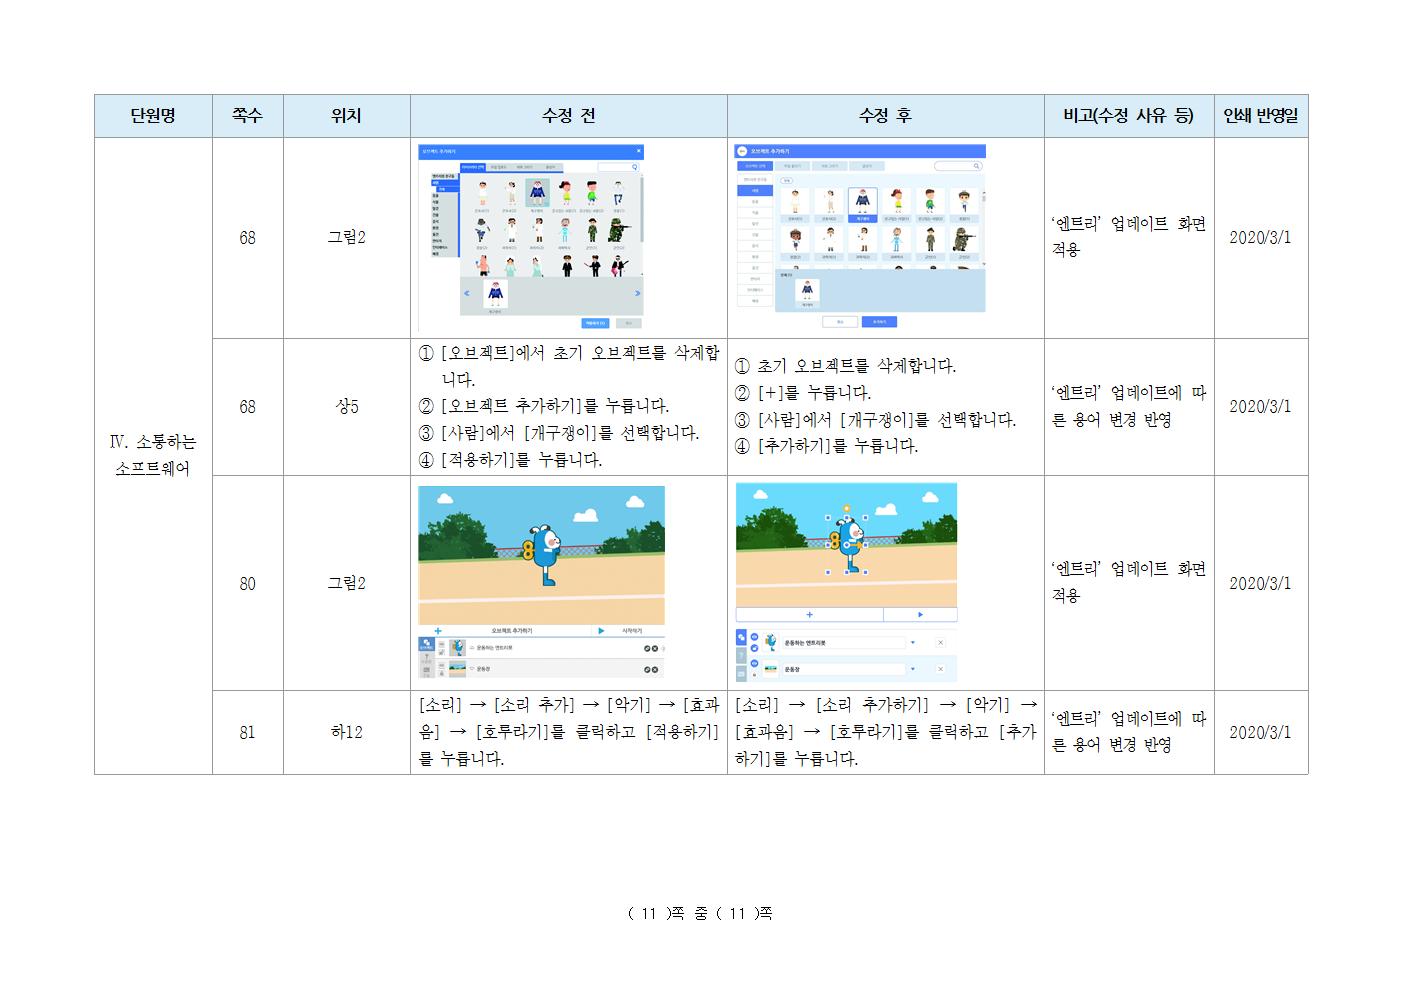 단원명 쪽수 위치 수정 전 수정 후 비고(수정 사유 등) 인쇄 반영일
Ⅳ. 소통하는
소프트웨어
68 그림2
오브젝트 추가하기
개구쟁이
오브젝트 추가하기
오브젝트 선택
개구쟁이
취소 추가하기
‘엔트리’ 업데이트 화면
적용
2020/3/1
68 상5
① [오브젝트]에서 초기 오브젝트를 삭제합
니다.
② [오브젝트 추가하기]를 누릅니다.
③ [사람]에서 [개구쟁이]를 선택합니다.
④ [적용하기]를 누릅니다.
① 초기 오브젝트를 삭제합니다.
② [+]를 누릅니다.
③ [사람]에서 [개구쟁이]를 선택합니다.
④ [추가하기]를 누릅니다.
‘엔트리’ 업데이트에 따
른 용어 변경 반영
2020/3/1
80 그림2
오브젝트 추가하기 시작하기
운동하는 엔트리봇
운동장
운동하는 엔트리봇
운동장
‘엔트리’ 업데이트 화면
적용
2020/3/1
81 하12
[소리] → [소리 추가] → [악기] → [효과
음] → [호루라기]를 클릭하고 [적용하기]
를 누릅니다.
[소리] → [소리 추가하기] → [악기] →
[효과음] → [호루라기]를 클릭하고 [추가
하기]를 누릅니다.
‘엔트리’ 업데이트에 따
른 용어 변경 반영
2020/3/1
( 11 )쪽 중 ( 11 )쪽